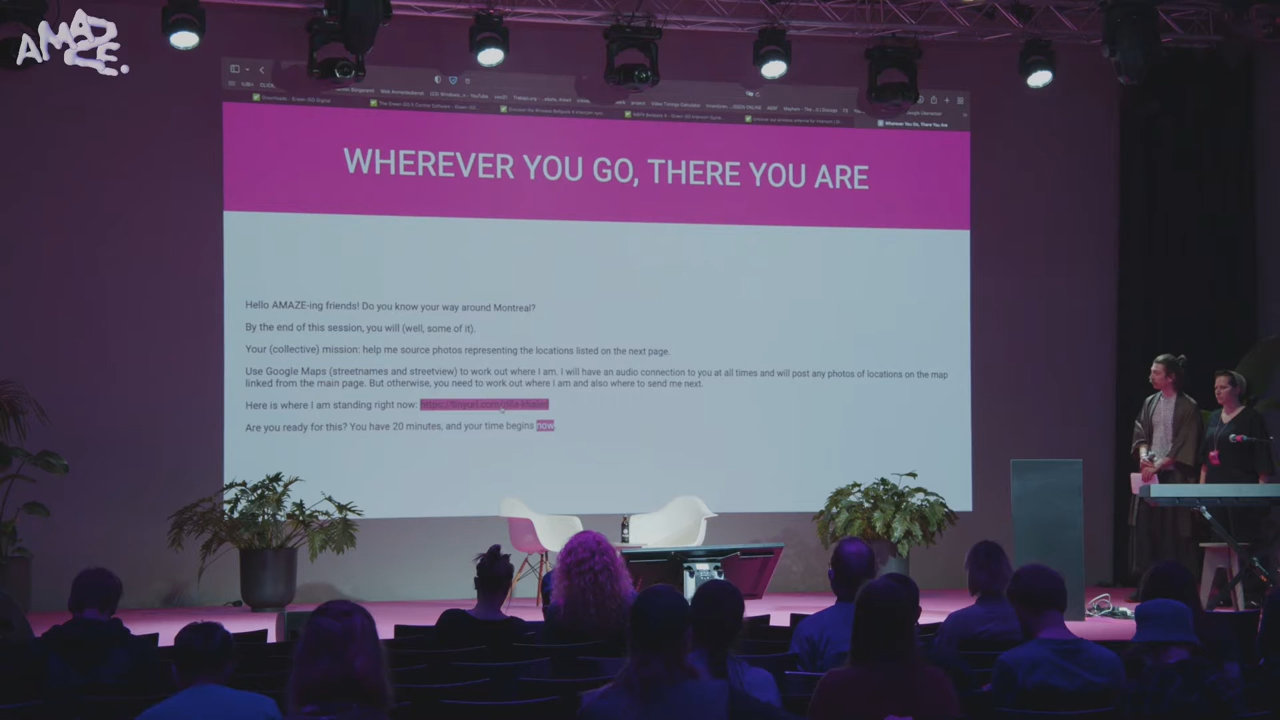 AMAZE.
WHEREVER YOU GO, THERE YOU ARE
Hello AMAZE-ing friends! Do you know your way around Montreal?
By the end of this session, you will (well, some of it).
Your (collective) mission: help me source photos representing the locations listed on the next page.
Use Google Maps (streetnames and streetview) to work out where I am. I will have an audio connection to you at all times and will post any photos of locations on the map
linked from the main page. But otherwise, you need to work out where I am and also where to send me next.
Here is where I am standing right now:
Are you ready for this? You have 20 minutes, and your time begins now